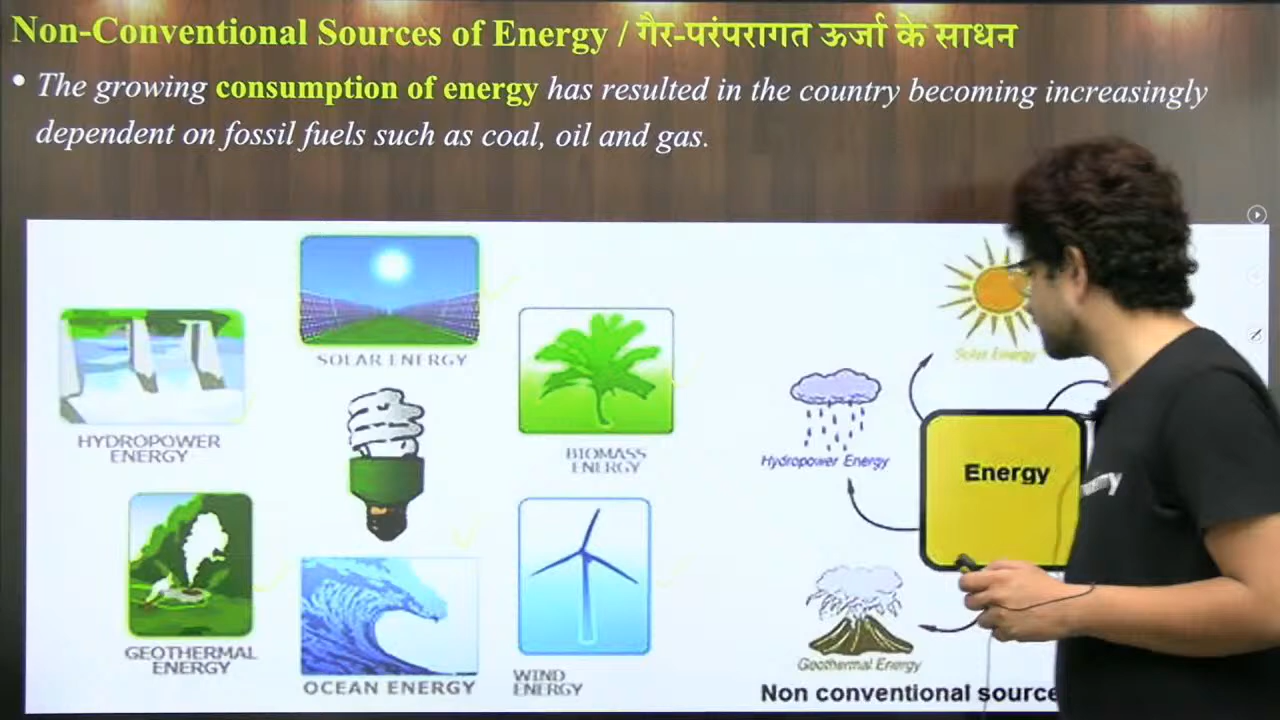 Non-Conventional Sources of Energy / गैर-परंपरागत ऊर्जा के साधन
• The growing consumption of energy has resulted in the country becoming increasingly
dependent on fossil fuels such as coal, oil and gas.
SOLAR ENERGY
HYDROPOWER
ENERGY
BIOMASS
ENERGY
GEOTHERMAL
ENERGY
OCEAN ENERGY
WIND
ENERGY
Solar Energy
Hydropower Energy
Energy
Geothermal Energy
Non conventional source